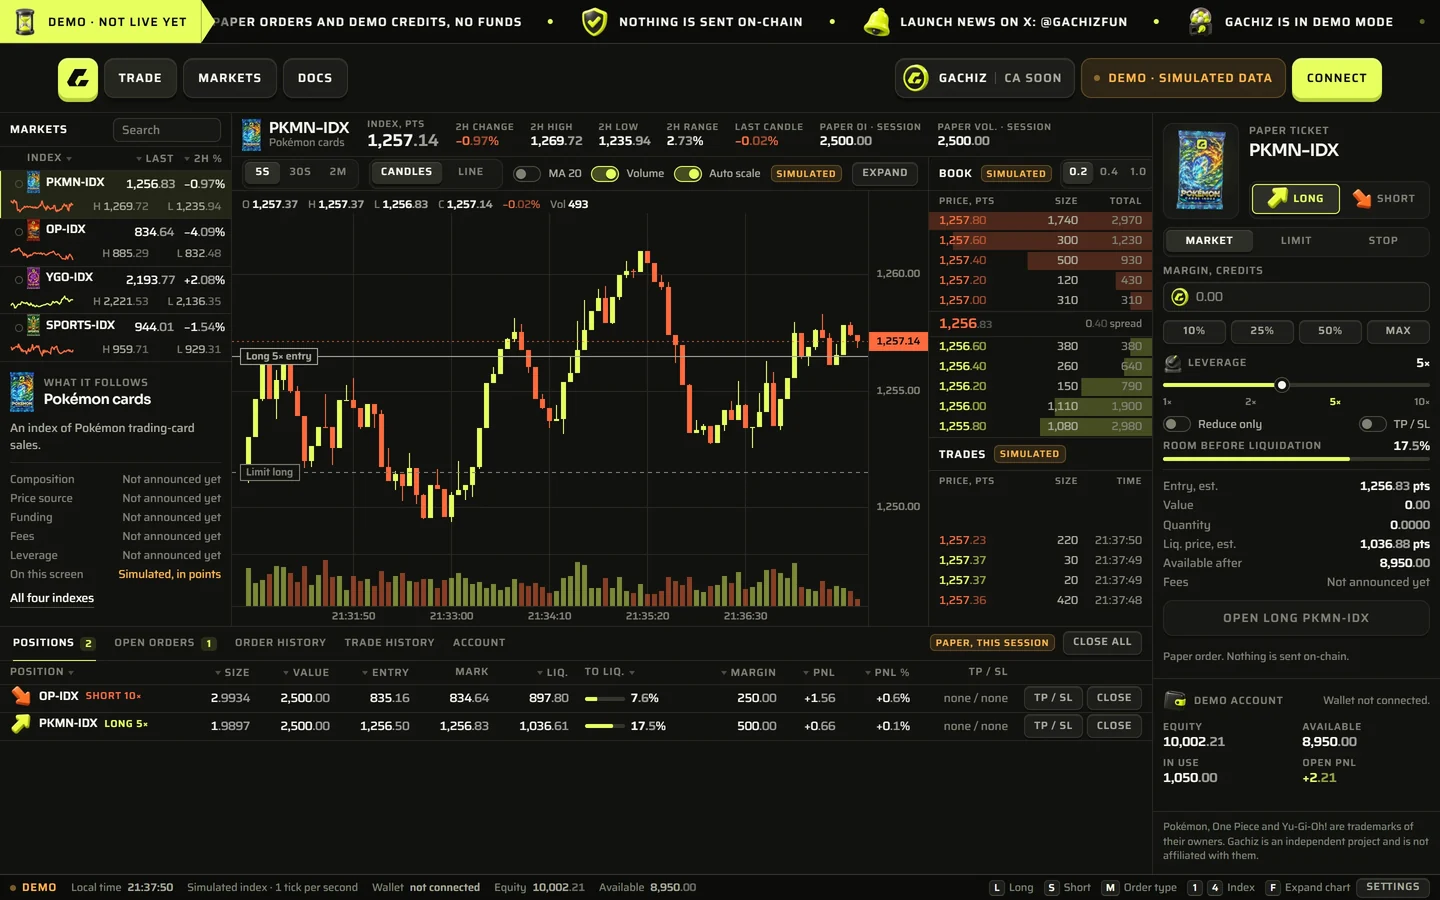 DEMO · NOT LIVE YET
PAPER ORDERS AND DEMO CREDITS, NO FUNDS
NOTHING IS SENT ON-CHAIN
LAUNCH NEWS ON X: @GACHIZFUN
GACHIZ IS IN DEMO MODE
TRADE MARKETS DOCS
GACHIZ CA SOON
DEMO · SIMULATED DATA
CONNECT
MARKETS Search
INDEX LAST 2H %
PKMN-IDX 1,256.83 -0.97%
H 1,269.72 L 1,235.94
OP-IDX 834.64 -4.09%
H 885.29 L 832.48
YGO-IDX 2,193.77 +2.08%
H 2,221.53 L 2,136.35
SPORTS-IDX 944.01 -1.54%
H 959.71 L 929.31
WHAT IT FOLLOWS
Pokémon cards
An index of Pokémon trading-card
sales.
Composition Not announced yet
Price source Not announced yet
Funding Not announced yet
Fees Not announced yet
Leverage Not announced yet
On this screen Simulated, in points
All four indexes
PKMN-IDX
Pokémon cards
INDEX, PTS
1,257.14
2H CHANGE
-0.97%
2H HIGH
1,269.72
2H LOW
1,235.94
2H RANGE
2.73%
LAST CANDLE
-0.02%
PAPER OI · SESSION
2,500.00
PAPER VOL. · SESSION
2,500.00
5S 30S 2M CANDLES LINE MA 20 Volume Auto scale SIMULATED EXPAND
O 1,257.37 H 1,257.37 L 1,256.83 C 1,257.14 -0.02% Vol 493
Long 5× entry
Limit long
1,260.00
1,257.14
1,255.00
1,250.00
21:31:50 21:33:00 21:34:10 21:35:20 21:36:30
BOOK SIMULATED 0.2 0.4 1.0
PRICE, PTS SIZE TOTAL
1,257.80 1,740 2,970
1,257.60 300 1,230
1,257.40 500 930
1,257.20 120 430
1,257.00 310 310
1,256.83 0.40 spread
1,256.60 380 380
1,256.40 260 640
1,256.20 150 790
1,256.00 1,110 1,900
1,255.80 1,080 2,980
TRADES SIMULATED
PRICE, PTS SIZE TIME
1,257.23 220 21:37:50
1,257.37 30 21:37:49
1,257.37 20 21:37:49
1,257.36 420 21:37:48
PAPER TICKET
PKMN-IDX
LONG SHORT
MARKET LIMIT STOP
MARGIN, CREDITS
0.00
10% 25% 50% MAX
LEVERAGE 5×
1× 2× 5× 10×
Reduce only TP / SL
ROOM BEFORE LIQUIDATION 17.5%
Entry, est. 1,256.83 pts
Value 0.00
Quantity 0.0000
Liq. price, est. 1,036.88 pts
Available after 8,950.00
Fees Not announced yet
OPEN LONG PKMN-IDX
Paper order. Nothing is sent on-chain.
DEMO ACCOUNT Wallet not connected.
EQUITY AVAILABLE
10,002.21 8,950.00
IN USE OPEN PNL
1,050.00 +2.21
Pokémon, One Piece and Yu-Gi-Oh! are trademarks of
their owners. Gachiz is an independent project and is not
affiliated with them.
POSITIONS 2 OPEN ORDERS 1 ORDER HISTORY TRADE HISTORY ACCOUNT PAPER, THIS SESSION CLOSE ALL
POSITION SIZE VALUE ENTRY MARK LIQ. TO LIQ. MARGIN PNL PNL % TP / SL
OP-IDX SHORT 10× 2.9934 2,500.00 835.16 834.64 897.80 7.6% 250.00 +1.56 +0.6% none / none TP / SL CLOSE
PKMN-IDX LONG 5× 1.9897 2,500.00 1,256.50 1,256.83 1,036.61 17.5% 500.00 +0.66 +0.1% none / none TP / SL CLOSE
DEMO Local time 21:37:50 Simulated index · 1 tick per second Wallet not connected Equity 10,002.21 Available 8,950.00
L Long S Short M Order type 1 4 Index F Expand chart SETTINGS